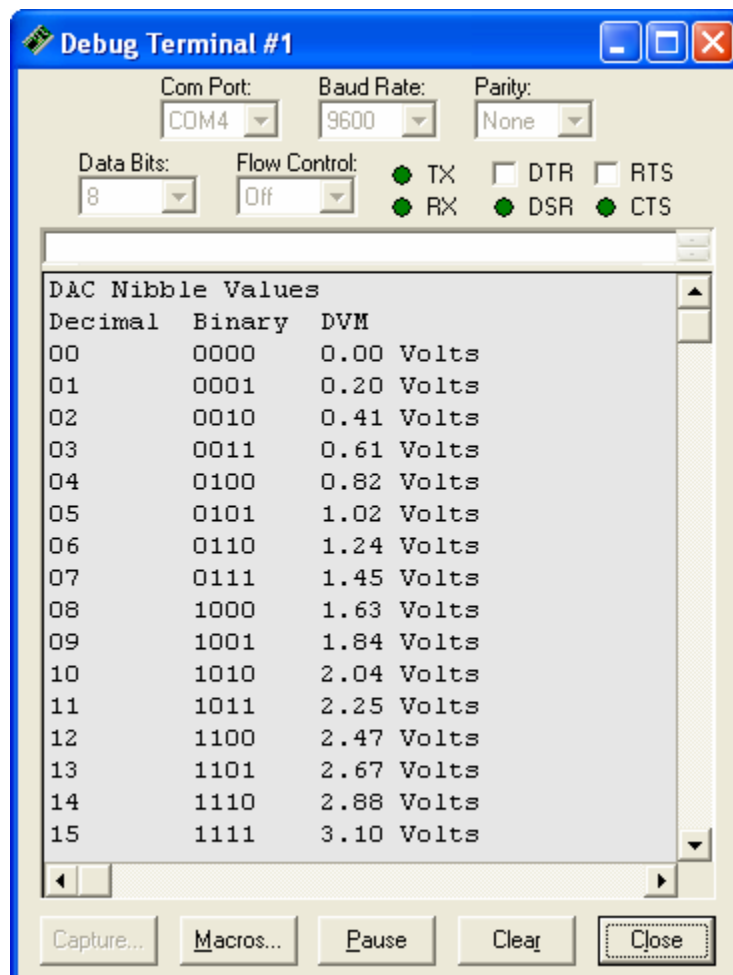 Debug Terminal #1
Com Port: Baud Rate: Parity:
COM4 9600 None
Data Bits: Flow Control: TX DTR RTS
8 Off RX DSR CTS
DAC Nibble Values
Decimal Binary DVM
00 0000 0.00 Volts
01 0001 0.20 Volts
02 0010 0.41 Volts
03 0011 0.61 Volts
04 0100 0.82 Volts
05 0101 1.02 Volts
06 0110 1.24 Volts
07 0111 1.45 Volts
08 1000 1.63 Volts
09 1001 1.84 Volts
10 1010 2.04 Volts
11 1011 2.25 Volts
12 1100 2.47 Volts
13 1101 2.67 Volts
14 1110 2.88 Volts
15 1111 3.10 Volts
Capture... Macros... Pause Clear Close